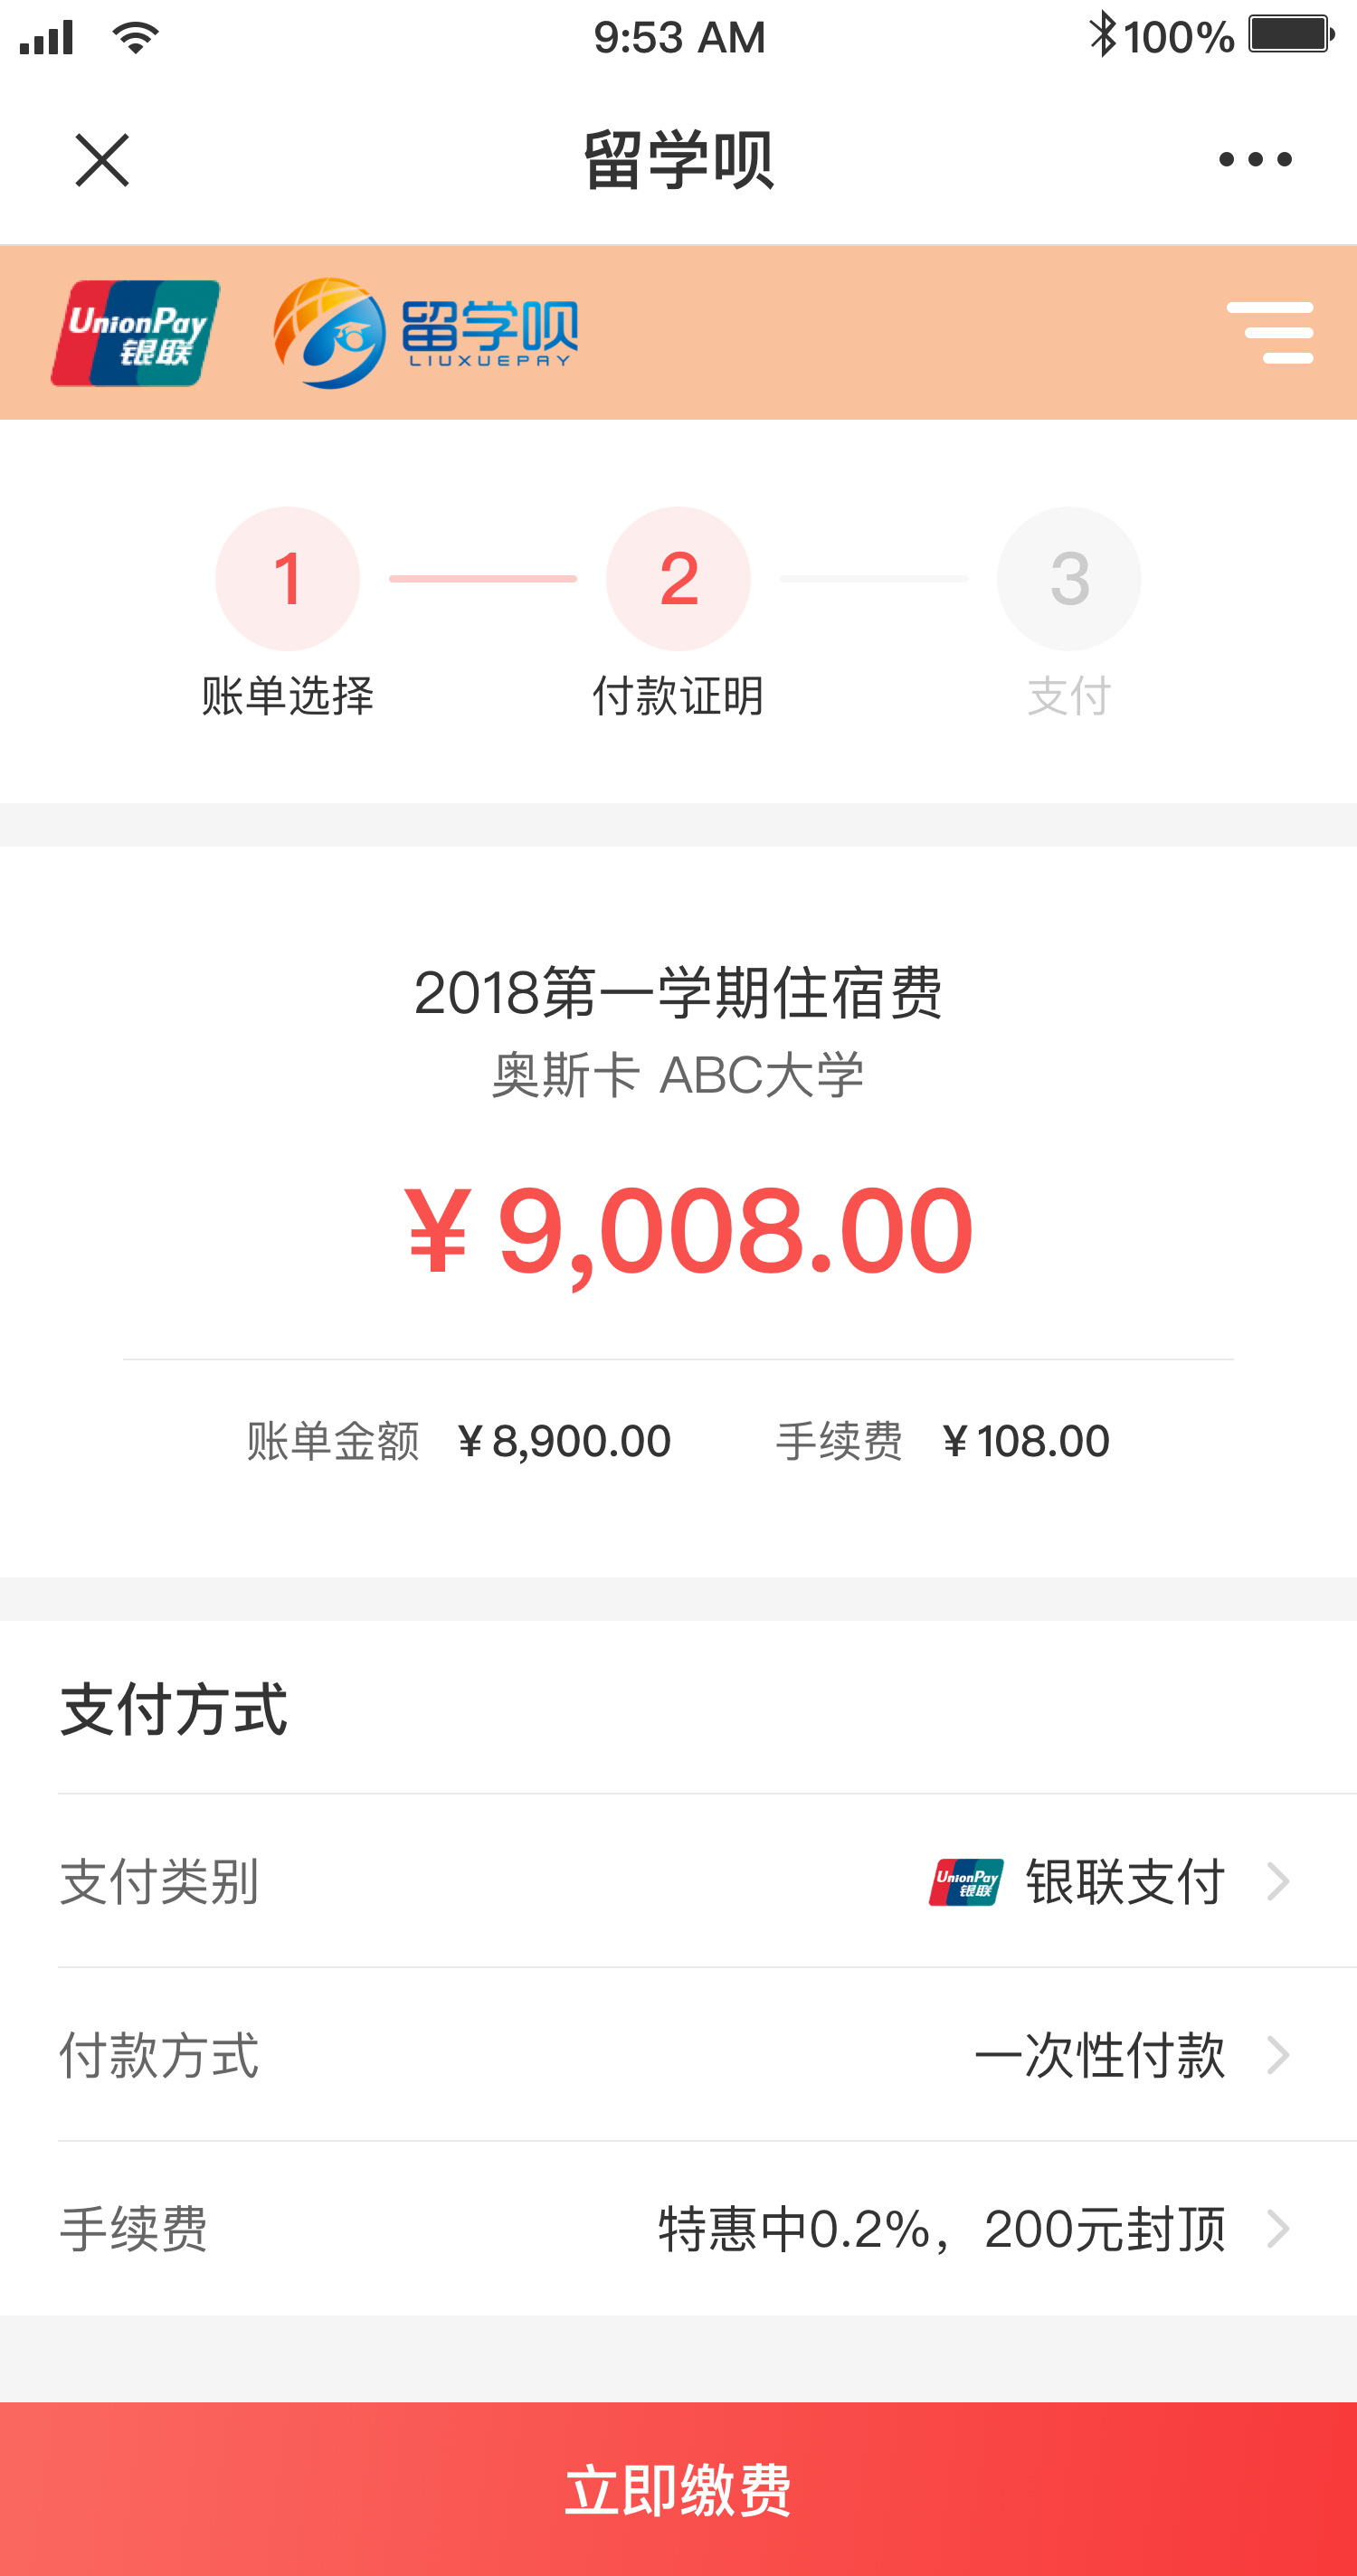 9:53 AM 100%
留学呗
UnionPay
银联
留学呗
LIUXUEPAY
1 2 3
账单选择 付款证明 支付
2018第一学期住宿费
奥斯卡 ABC大学
¥ 9,008.00
账单金额 ¥ 8,900.00 手续费 ¥ 108.00
支付方式
支付类别 UnionPay 银联 银联支付
付款方式 一次性付款
手续费 特惠中0.2%，200元封顶
立即缴费